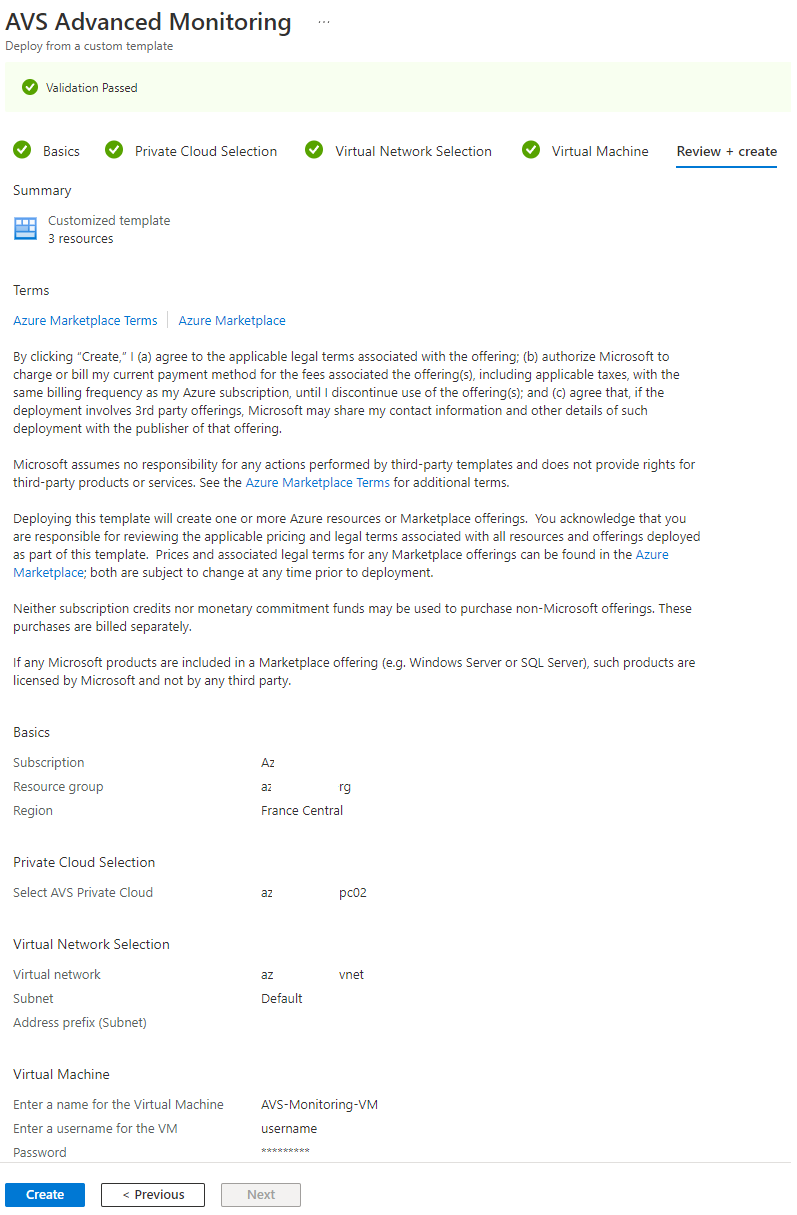 AVS Advanced Monitoring ...
Deploy from a custom template
Validation Passed
Basics Private Cloud Selection Virtual Network Selection Virtual Machine Review + create
Summary
Customized template
3 resources
Terms
Azure Marketplace Terms Azure Marketplace
By clicking “Create,” I (a) agree to the applicable legal terms associated with the offering; (b) authorize Microsoft to
charge or bill my current payment method for the fees associated the offering(s), including applicable taxes, with the
same billing frequency as my Azure subscription, until I discontinue use of the offering(s); and (c) agree that, if the
deployment involves 3rd party offerings, Microsoft may share my contact information and other details of such
deployment with the publisher of that offering.
Microsoft assumes no responsibility for any actions performed by third-party templates and does not provide rights for
third-party products or services. See the Azure Marketplace Terms for additional terms.
Deploying this template will create one or more Azure resources or Marketplace offerings. You acknowledge that you
are responsible for reviewing the applicable pricing and legal terms associated with all resources and offerings deployed
as part of this template. Prices and associated legal terms for any Marketplace offerings can be found in the Azure
Marketplace; both are subject to change at any time prior to deployment.
Neither subscription credits nor monetary commitment funds may be used to purchase non-Microsoft offerings. These
purchases are billed separately.
If any Microsoft products are included in a Marketplace offering (e.g. Windows Server or SQL Server), such products are
licensed by Microsoft and not by any third party.
Basics
Subscription Az
Resource group az rg
Region France Central
Private Cloud Selection
Select AVS Private Cloud az pc02
Virtual Network Selection
Virtual network az vnet
Subnet Default
Address prefix (Subnet)
Virtual Machine
Enter a name for the Virtual Machine AVS-Monitoring-VM
Enter a username for the VM username
Password *********
Create < Previous Next